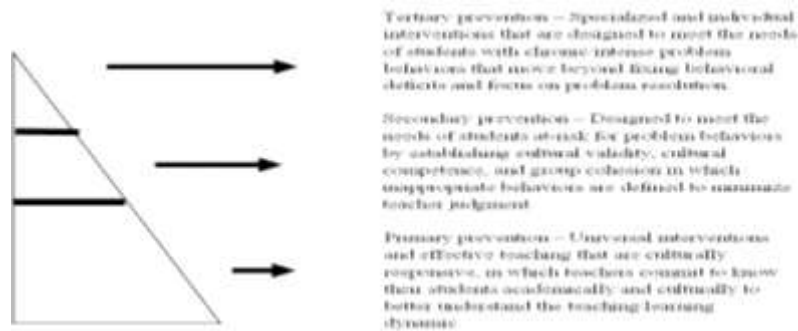 Tertiary prevention – Specialized and individual
interventions that are designed to meet the needs
of students with chronic-intense problem
behaviors that move beyond fixing behavioral
deficits and focus on problem resolution.
Secondary prevention – Designed to meet the
needs of students at-risk for problem behaviors
by establishing cultural validity, cultural
competence, and group cohesion in which
inappropriate behaviors are defined to minimize
teacher judgment.
Primary prevention – Universal interventions
and effective teaching that are culturally
responsive, in which teachers commit to know
their students academically and culturally to
better understand the teaching-learning
dynamic